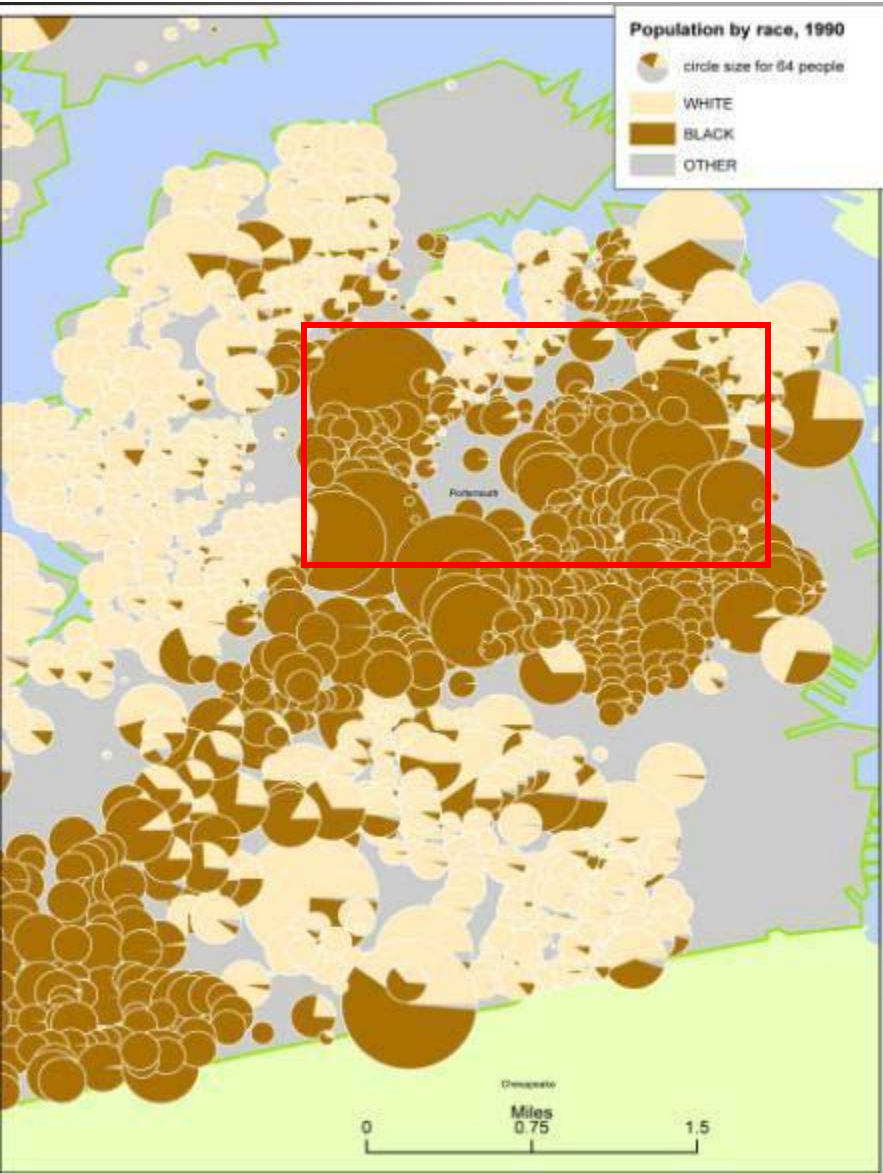 Population by race, 1990
circle size for 64 people
WHITE
BLACK
OTHER
Portsmouth
Chesapeake
Miles
0 0.75 1.5